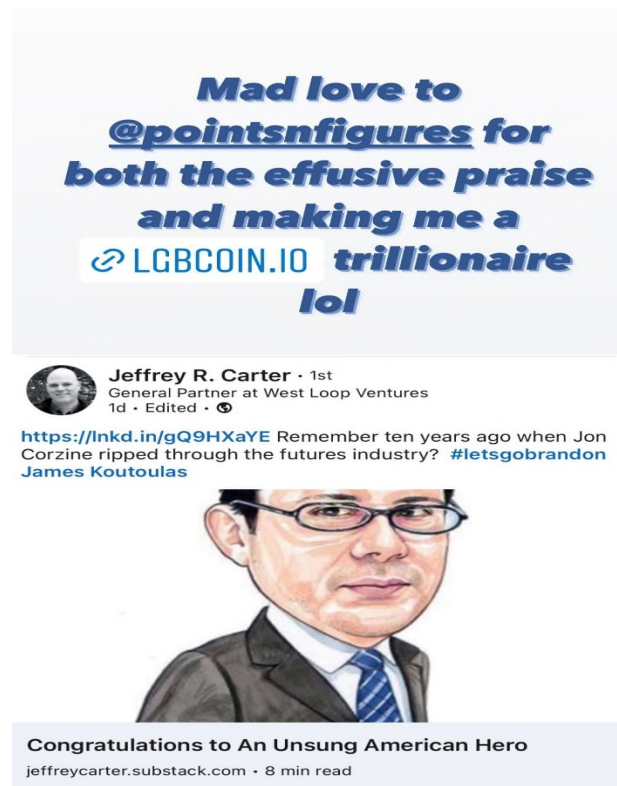 Mad love to
@pointsnfigures for
both the effusive praise
and making me a
LGBCOIN.IO trillionaire
lol
Jeffrey R. Carter · 1st
General Partner at West Loop Ventures
1d · Edited ·
https://lnkd.in/gQ9HXaYE Remember ten years ago when Jon
Corzine ripped through the futures industry? #letsgobrandon
James Koutoulas
Congratulations to An Unsung American Hero
jeffreycarter.substack.com · 8 min read